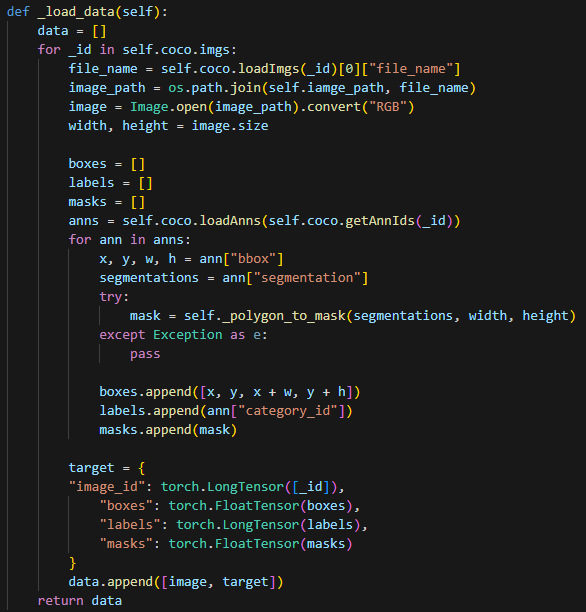 def _load_data(self):
    data = []
    for _id in self.coco.imgs:
        file_name = self.coco.loadImgs(_id)[0]["file_name"]
        image_path = os.path.join(self.iamge_path, file_name)
        image = Image.open(image_path).convert("RGB")
        width, height = image.size

        boxes = []
        labels = []
        masks = []
        anns = self.coco.loadAnns(self.coco.getAnnIds(_id))
        for ann in anns:
            x, y, w, h = ann["bbox"]
            segmentations = ann["segmentation"]
            try:
                mask = self._polygon_to_mask(segmentations, width, height)
            except Exception as e:
                pass

            boxes.append([x, y, x + w, y + h])
            labels.append(ann["category_id"])
            masks.append(mask)

        target = {
        "image_id": torch.LongTensor([_id]),
            "boxes": torch.FloatTensor(boxes),
            "labels": torch.LongTensor(labels),
            "masks": torch.FloatTensor(masks)
        }
        data.append([image, target])
    return data